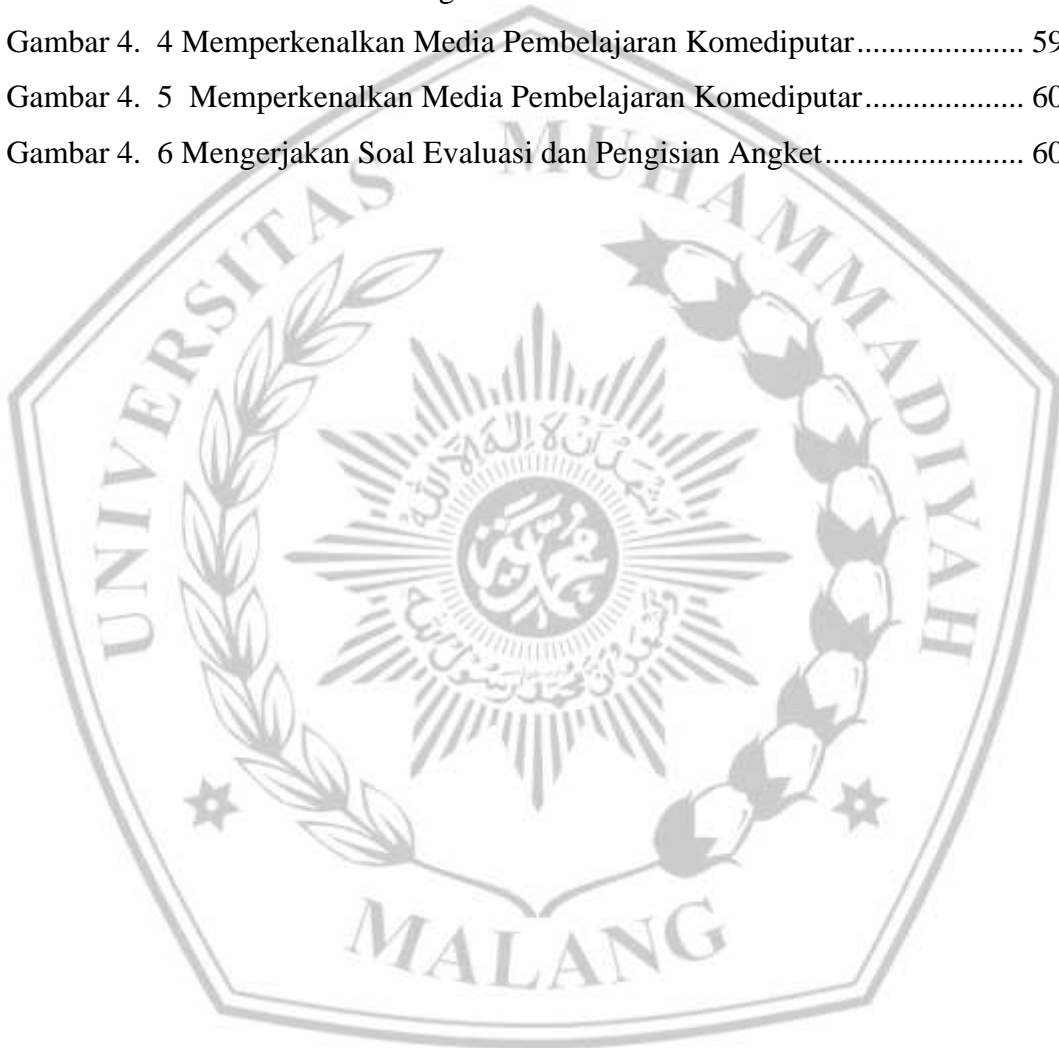 Gambar 4.  4 Memperkenalkan Media Pembelajaran Komediputar..................... 59
Gambar 4.  5  Memperkenalkan Media Pembelajaran Komediputar.................... 60
Gambar 4.  6 Mengerjakan Soal Evaluasi dan Pengisian Angket......................... 60
UNIVERSITAS MUHAMMADIYAH
MALANG